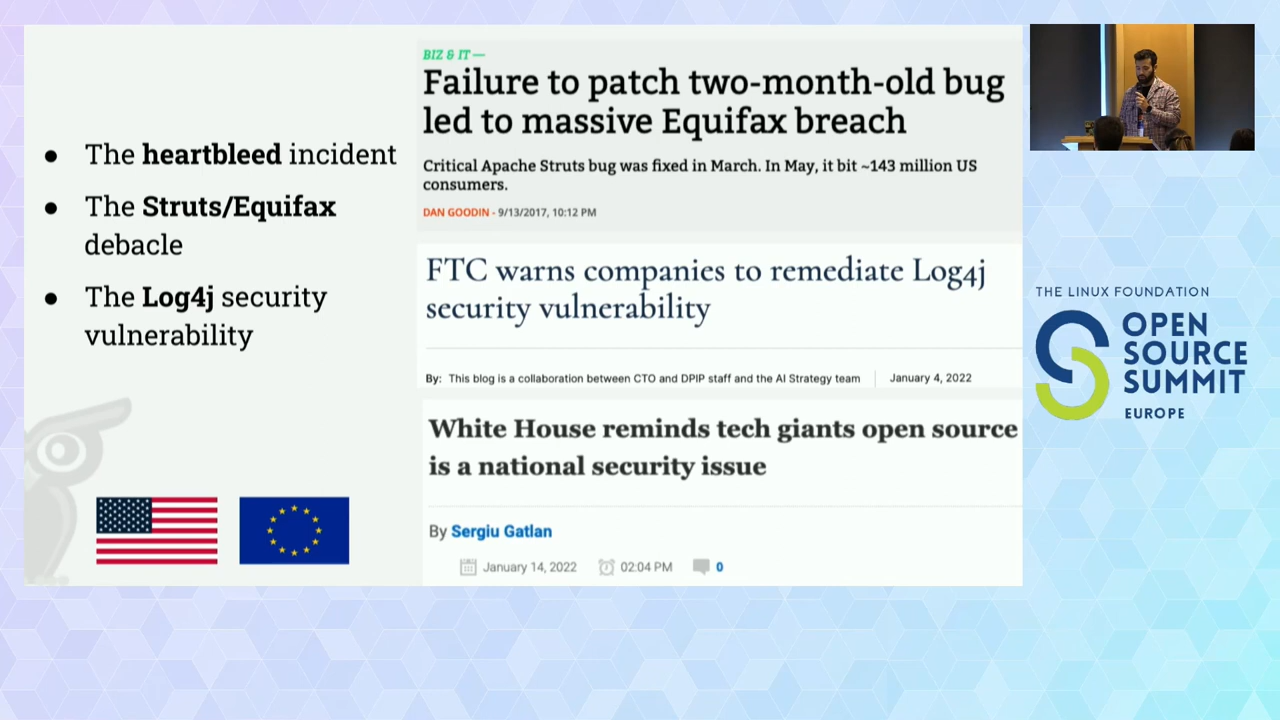 ● The heartbleed incident
● The Struts/Equifax
debacle
● The Log4j security
vulnerability
BIZ & IT—
Failure to patch two-month-old bug
led to massive Equifax breach
Critical Apache Struts bug was fixed in March. In May, it bit ~143 million US
consumers.
DAN GOODIN - 9/13/2017, 10:12 PM
FTC warns companies to remediate Log4j
security vulnerability
By: This blog is a collaboration between CTO and DPIP staff and the AI Strategy team January 4, 2022
White House reminds tech giants open source
is a national security issue
By Sergiu Gatlan
January 14, 2022 02:04 PM 0
THE LINUX FOUNDATION
OPEN
SOURCE
SUMMIT
EUROPE